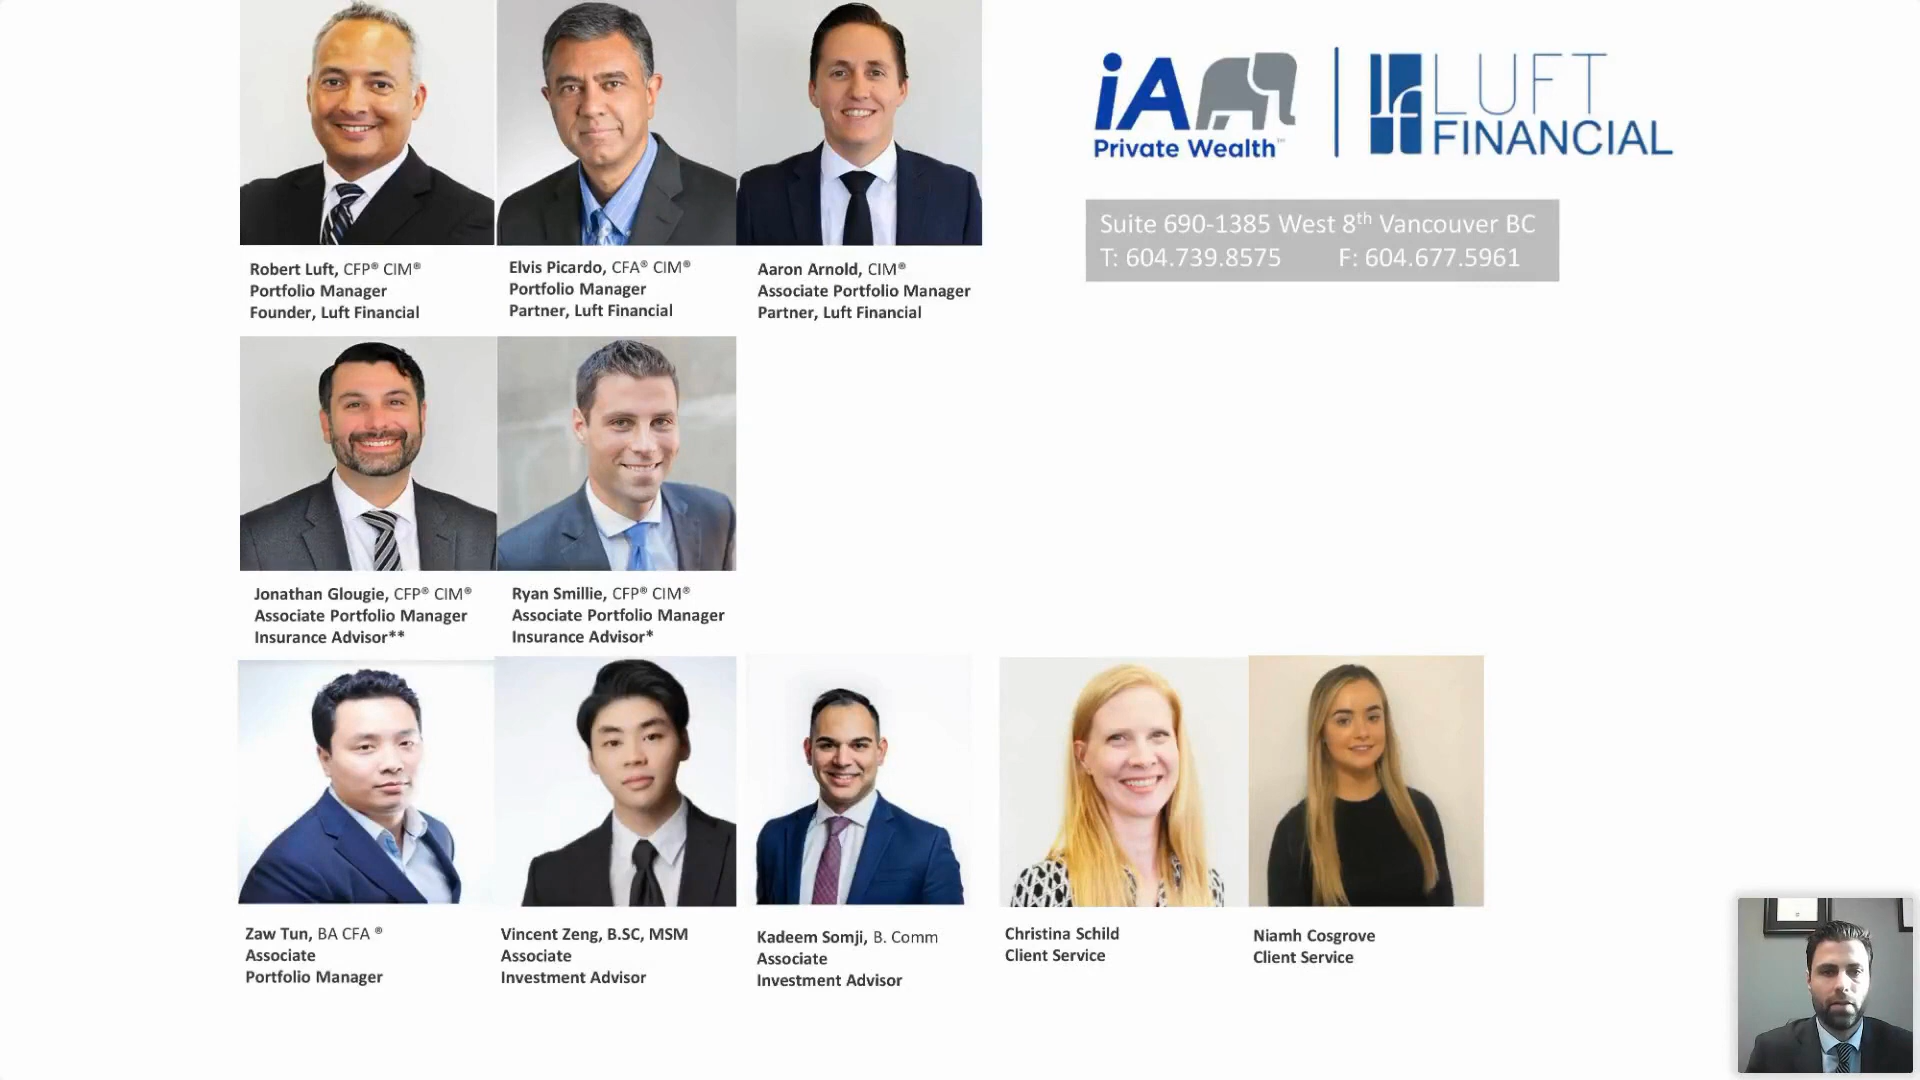 iA
Private Wealth
lf
LUFT
FINANCIAL
Suite 690-1385 West 8th Vancouver BC
T: 604.739.8575 F: 604.677.5961
Robert Luft, CFP® CIM®
Portfolio Manager
Founder, Luft Financial
Elvis Picardo, CFA® CIM®
Portfolio Manager
Partner, Luft Financial
Aaron Arnold, CIM®
Associate Portfolio Manager
Partner, Luft Financial
Jonathan Glougie, CFP® CIM®
Associate Portfolio Manager
Insurance Advisor**
Ryan Smillie, CFP® CIM®
Associate Portfolio Manager
Insurance Advisor*
Zaw Tun, BA CFA ®
Associate
Portfolio Manager
Vincent Zeng, B.SC, MSM
Associate
Investment Advisor
Kadeem Somji, B. Comm
Associate
Investment Advisor
Christina Schild
Client Service
Niamh Cosgrove
Client Service